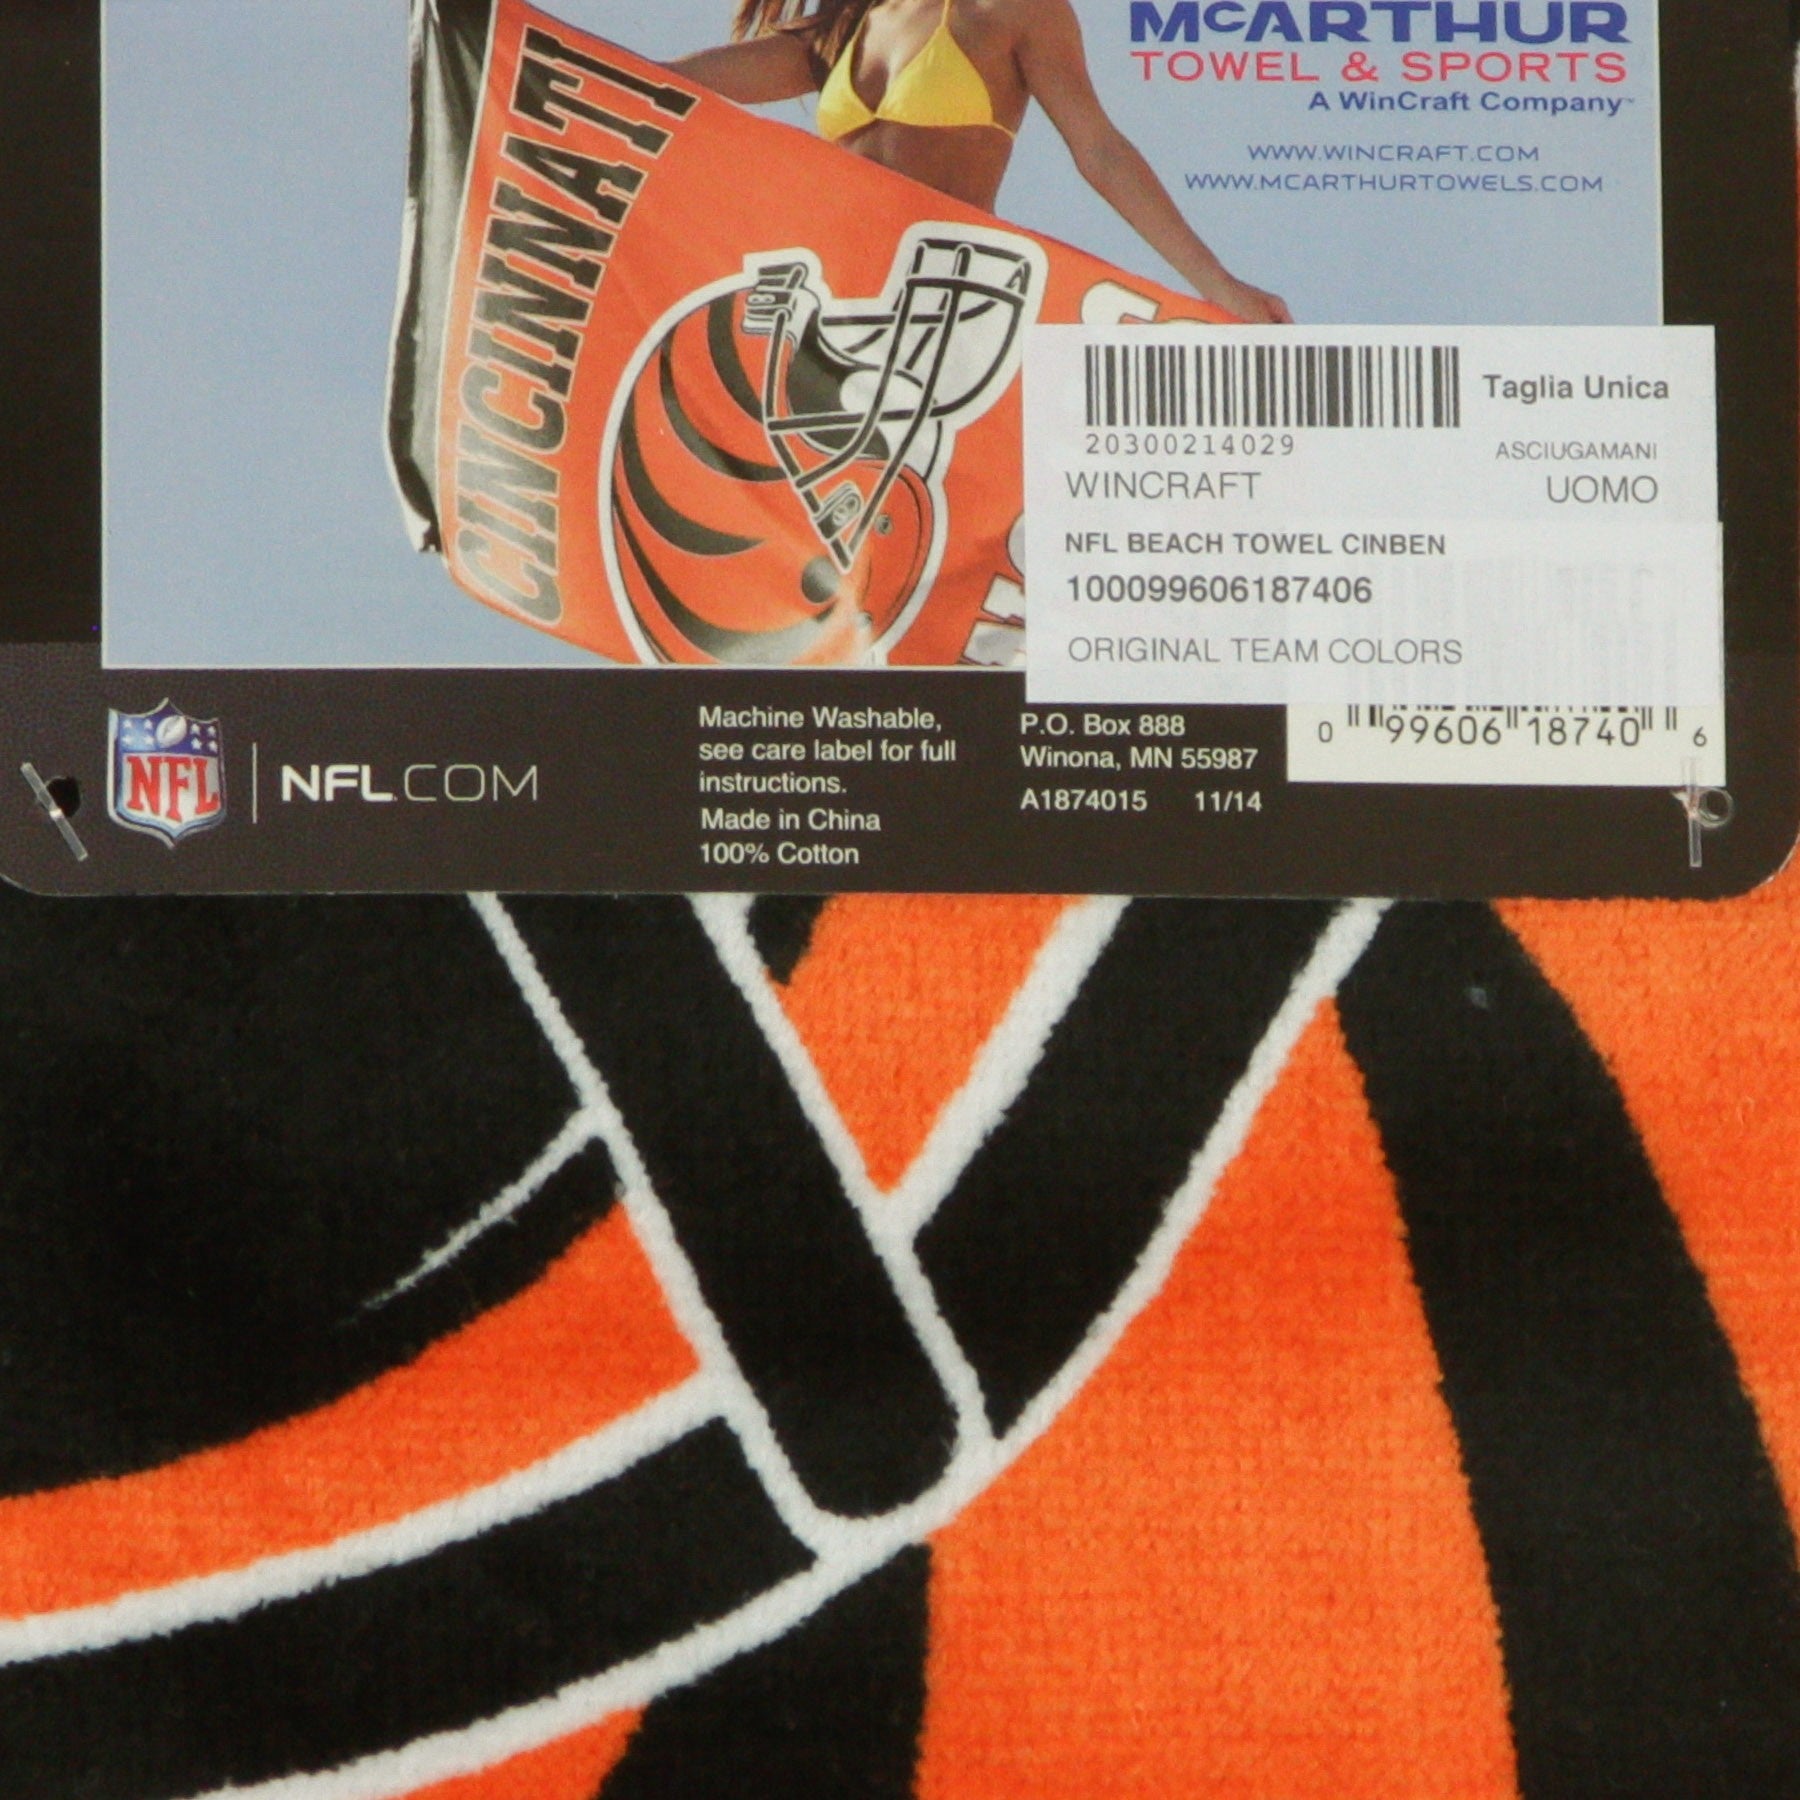 McARTHUR
TOWEL & SPORTS
A WinCraft Company™
WWW.WINCRAFT.COM
WWW.MCARTHURTOWELS.COM
CINCINNATI
Taglia Unica
20300214029
ASCIUGAMANI
WINCRAFT
UOMO
NFL BEACH TOWEL CINBEN
100099606187406
ORIGINAL TEAM COLORS
0 99606 18740 6
NFL
NFL.COM
Machine Washable,
see care label for full
instructions.
Made in China
100% Cotton
P.O. Box 888
Winona, MN 55987
A1874015 11/14